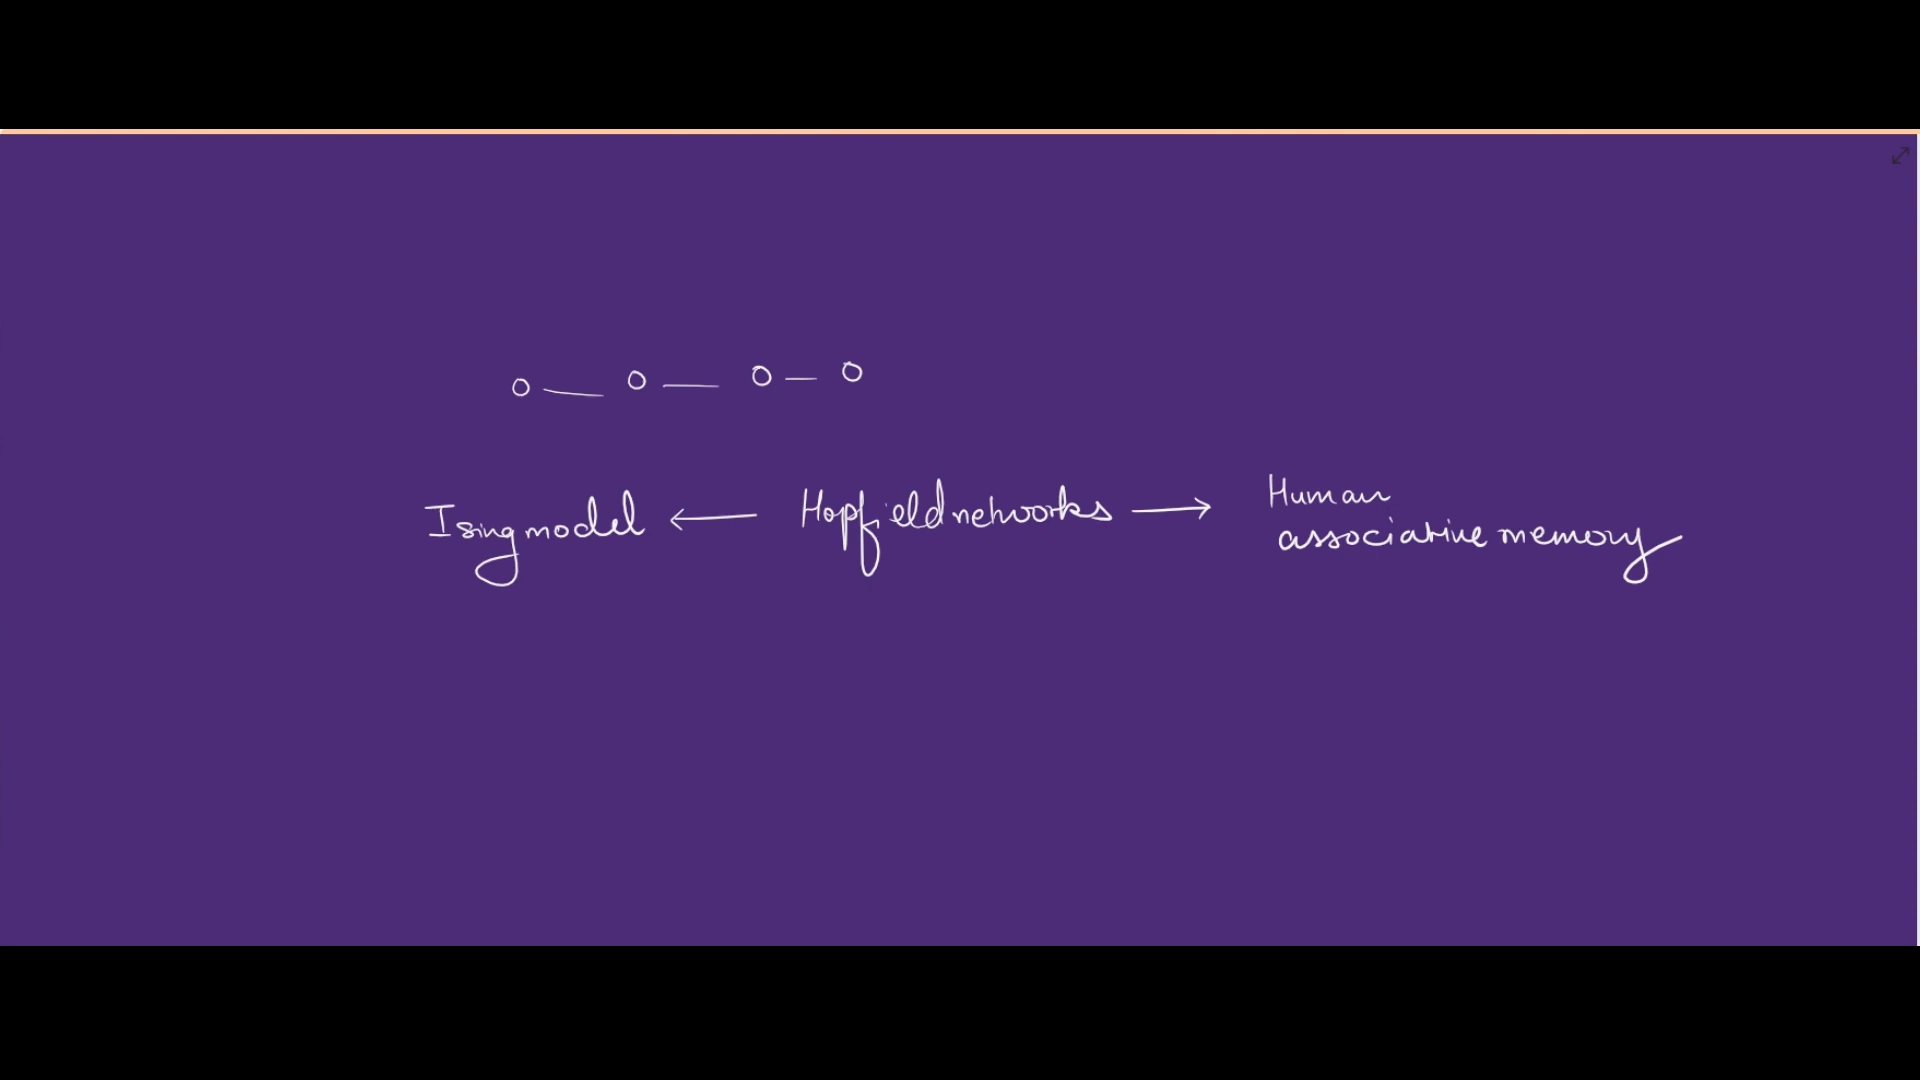 Ising model ← Hopfield networks → Human
associative memory